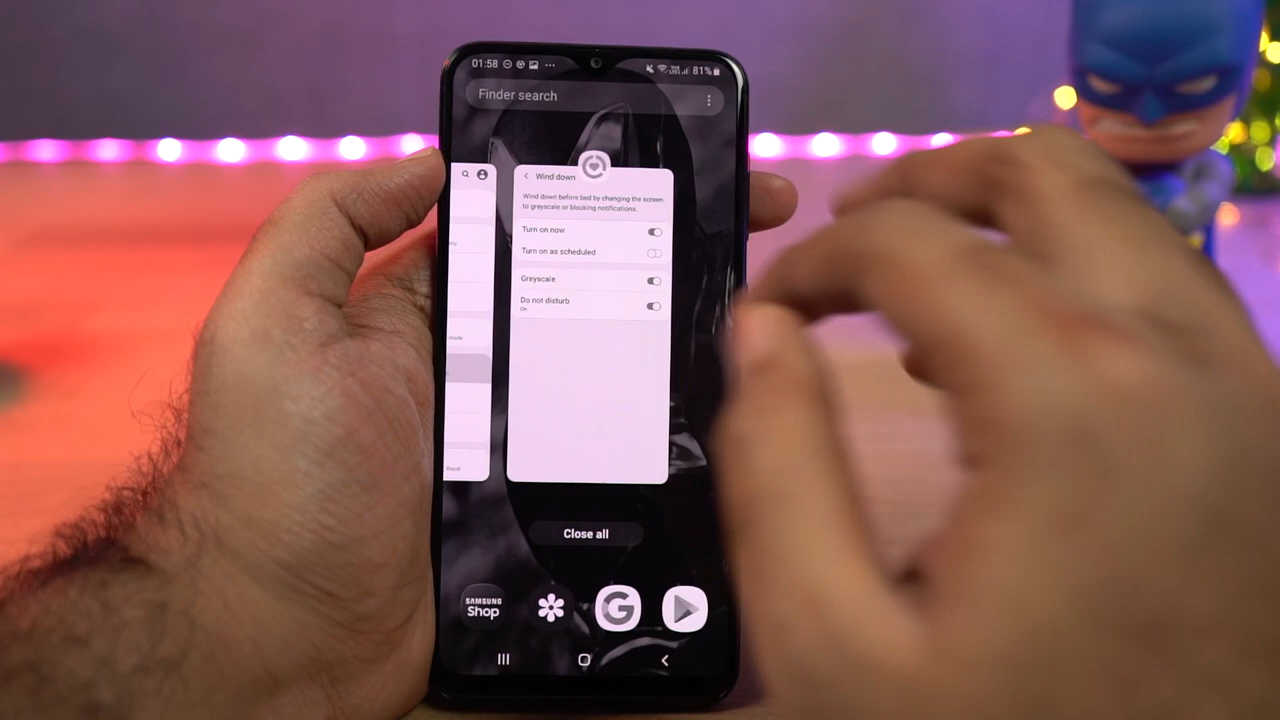 01:58
81%
Finder search
Wind down
Wind down before bed by changing the screen
to greyscale or blocking notifications.
Turn on now
Turn on as scheduled
Greyscale
Do not disturb
On
mode
Close all
SAMSUNG
Shop
G